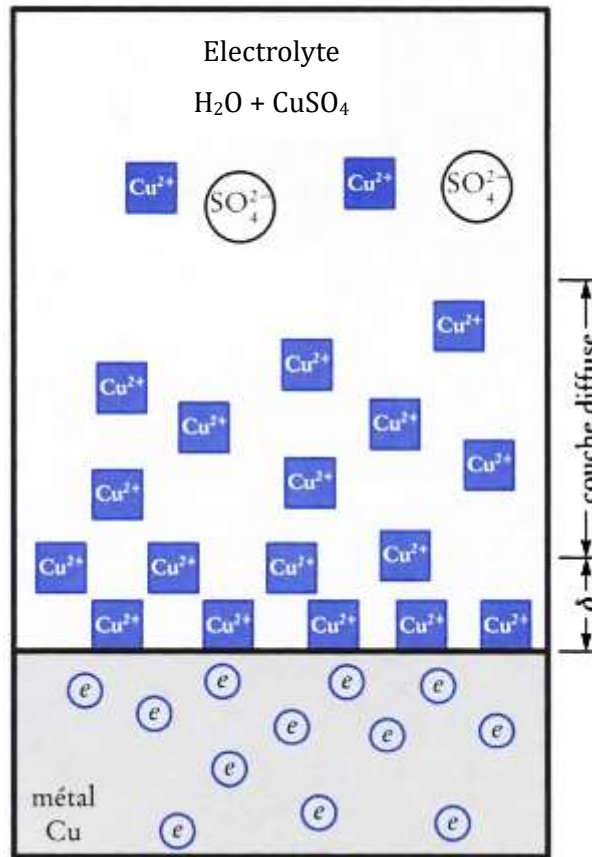 Electrolyte
H₂O + CuSO₄
Cu²⁺ SO₄²⁻ Cu²⁺ SO₄²⁻
Cu²⁺
Cu²⁺
Cu²⁺ Cu²⁺
Cu²⁺
Cu²⁺
Cu²⁺ Cu²⁺
Cu²⁺ Cu²⁺ Cu²⁺ Cu²⁺
Cu²⁺ Cu²⁺ Cu²⁺ Cu²⁺ Cu²⁺
couche diffuse
δ
e e e e
e e e e
e
métal
Cu
e e e